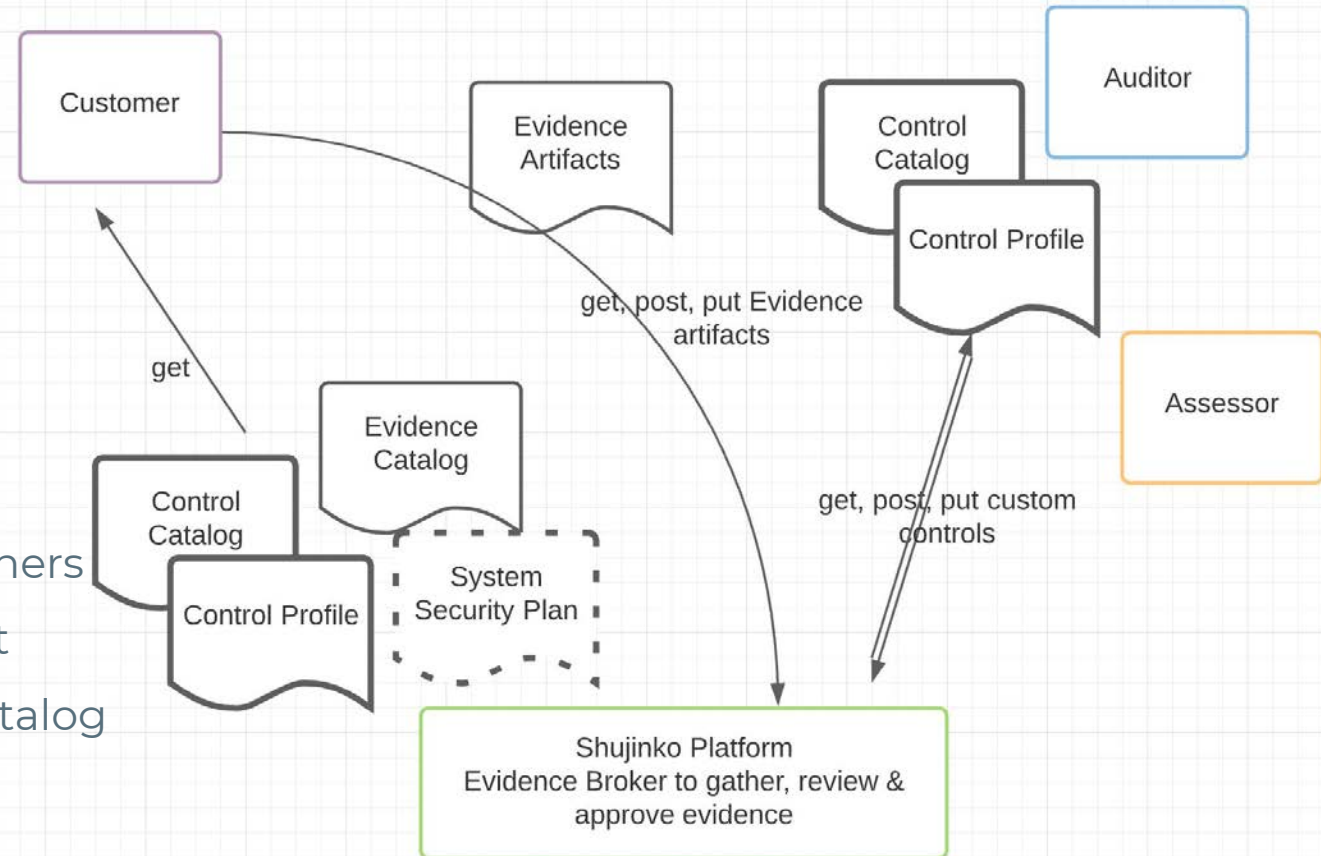 Customer
Evidence
Artifacts
Control
Catalog
Auditor
Control Profile
get, post, put Evidence
artifacts
get
Assessor
Evidence
Catalog
Control
Catalog
get, post, put custom
controls
System
Security Plan
Control Profile
Shujinko Platform
Evidence Broker to gather, review &
approve evidence